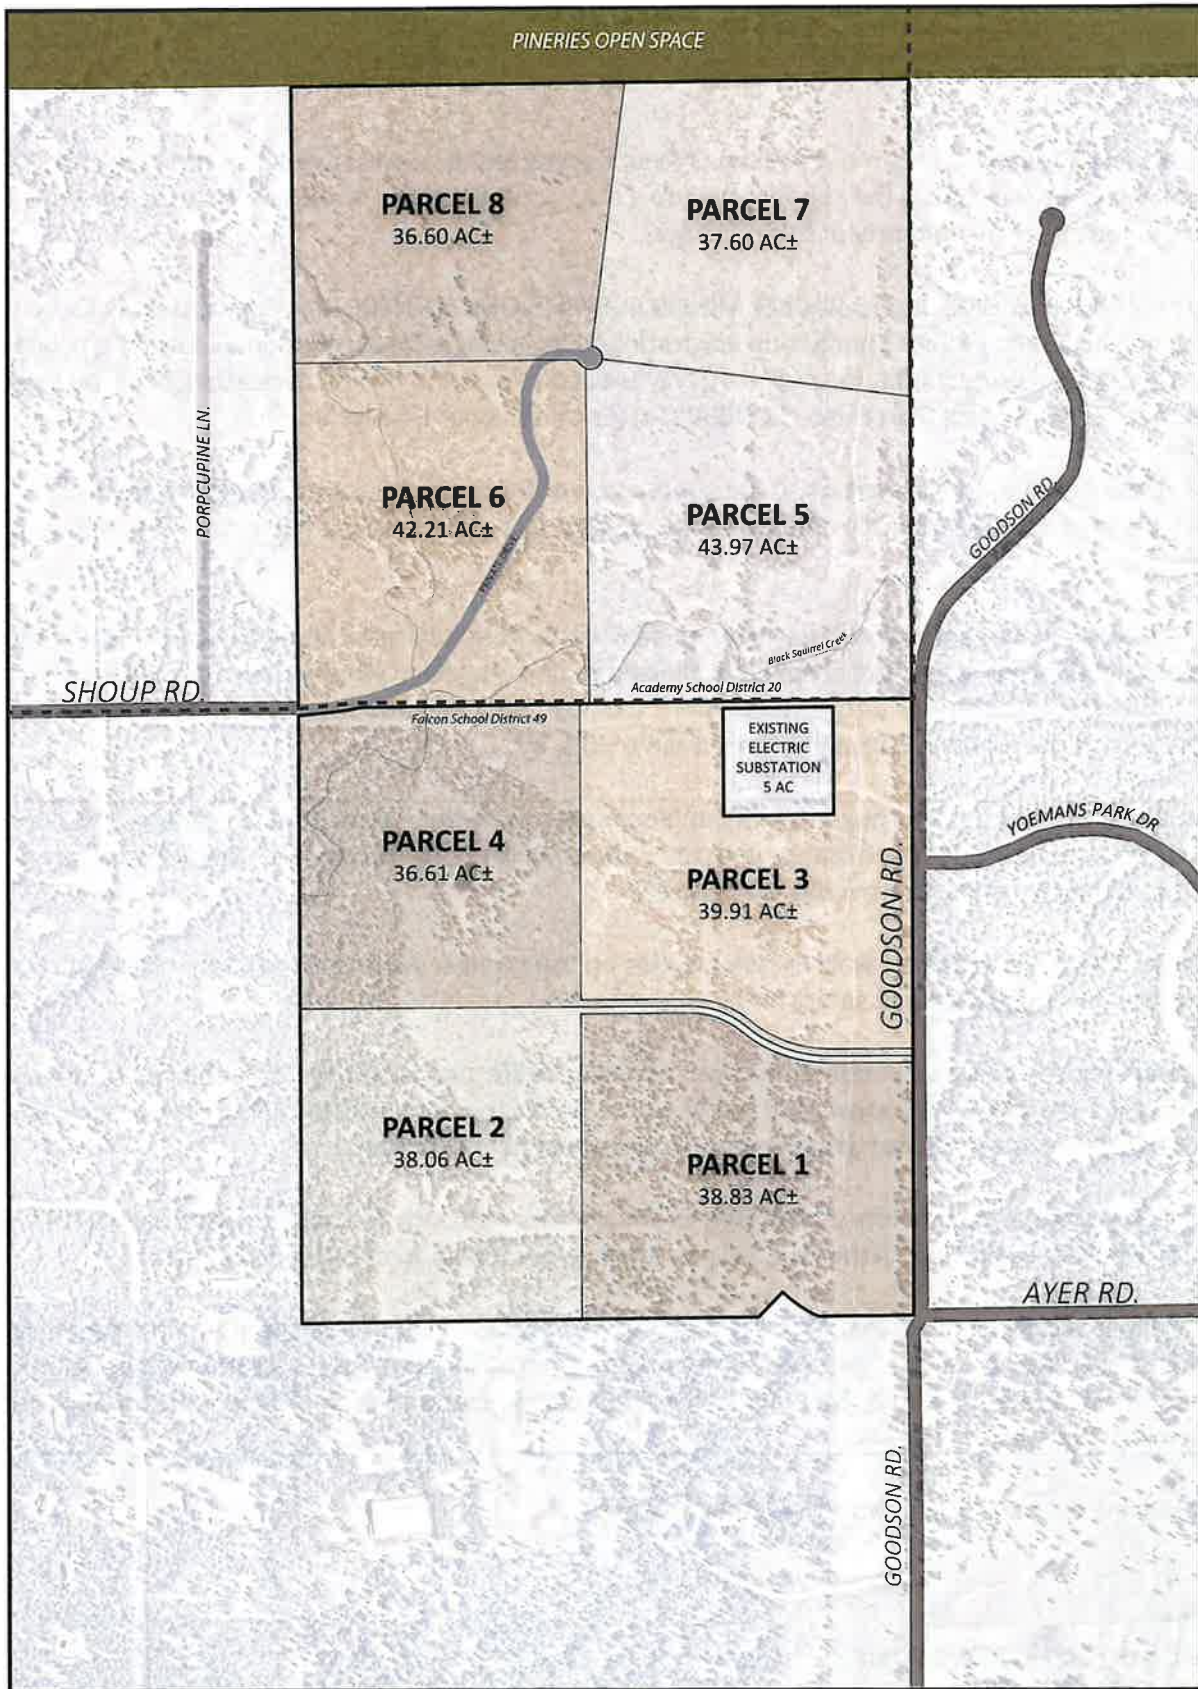 PINERIES OPEN SPACE
PARCEL 8
36.60 AC±
PARCEL 7
37.60 AC±
PORPCUPINE LN.
PARCEL 6
42.21 AC±
PRIVATE DRIVE
PARCEL 5
43.97 AC±
GOODSON RD.
Black Squirrel Creek
SHOUP RD.
Academy School District 20
Falcon School District 49
EXISTING
ELECTRIC
SUBSTATION
5 AC
YOEMANS PARK DR
PARCEL 4
36.61 AC±
PARCEL 3
39.91 AC±
GOODSON RD.
PARCEL 2
38.06 AC±
PARCEL 1
38.83 AC±
AYER RD.
GOODSON RD.